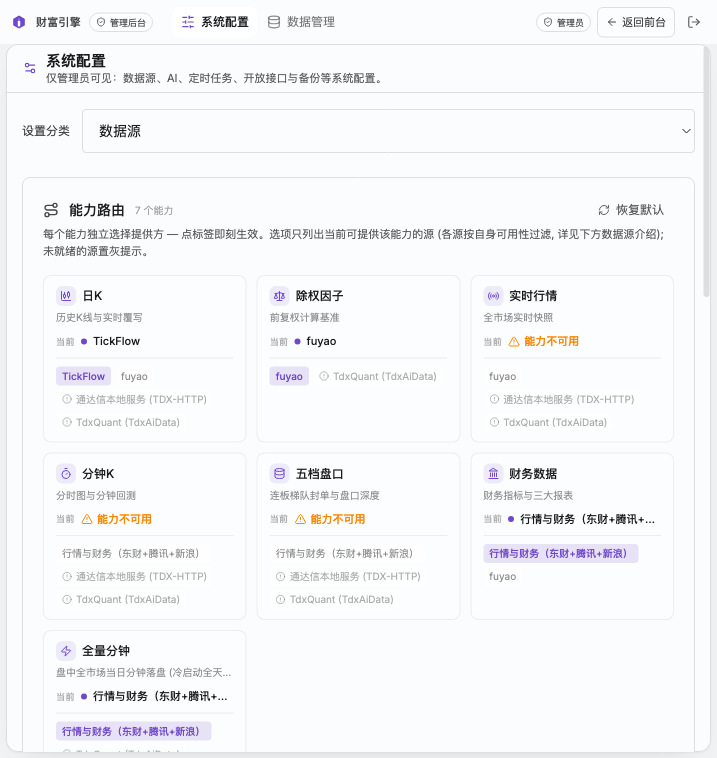 财富引擎 管理后台 系统配置 数据管理 管理员 返回前台
系统配置
仅管理员可见：数据源、AI、定时任务、开放接口与备份等系统配置。
设置分类 数据源
能力路由 7 个能力 恢复默认
每个能力独立选择提供方 — 点标签即刻生效。选项只列出当前可提供该能力的源 (各源按自身可用性过滤, 详见下方数据源介绍);
未就绪的源置灰提示。
日K
历史K线与实时覆写
当前 TickFlow
TickFlow fuyao
通达信本地服务 (TDX-HTTP)
TdxQuant (TdxAiData)
除权因子
前复权计算基准
当前 fuyao
fuyao TdxQuant (TdxAiData)
实时行情
全市场实时快照
当前 能力不可用
fuyao
通达信本地服务 (TDX-HTTP)
TdxQuant (TdxAiData)
分钟K
分时图与分钟回测
当前 能力不可用
行情与财务（东财+腾讯+新浪）
通达信本地服务 (TDX-HTTP)
TdxQuant (TdxAiData)
五档盘口
连板梯队封单与盘口深度
当前 能力不可用
行情与财务（东财+腾讯+新浪）
通达信本地服务 (TDX-HTTP)
TdxQuant (TdxAiData)
财务数据
财务指标与三大报表
当前 行情与财务（东财+腾讯+...
行情与财务（东财+腾讯+新浪）
fuyao
全量分钟
盘中全市场当日分钟落盘 (冷启动全天...
当前 行情与财务（东财+腾讯+...
行情与财务（东财+腾讯+新浪）